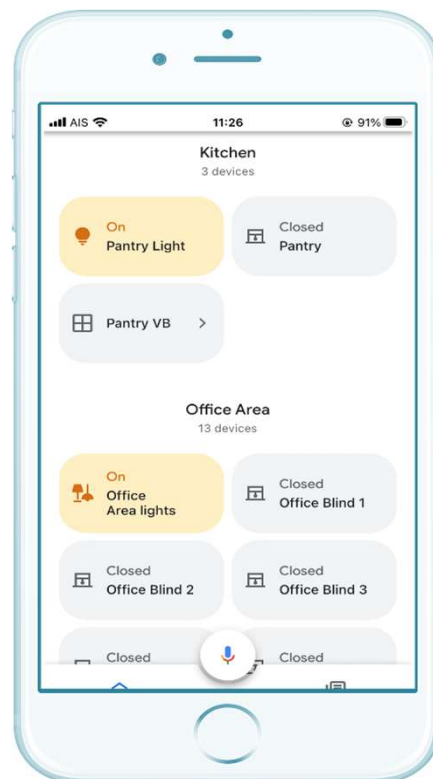 AIS 11:26 91%
Kitchen
3 devices
On
Pantry Light
Closed
Pantry
Pantry VB
Office Area
13 devices
On
Office
Area lights
Closed
Office Blind 1
Closed
Office Blind 2
Closed
Office Blind 3
Closed
Closed